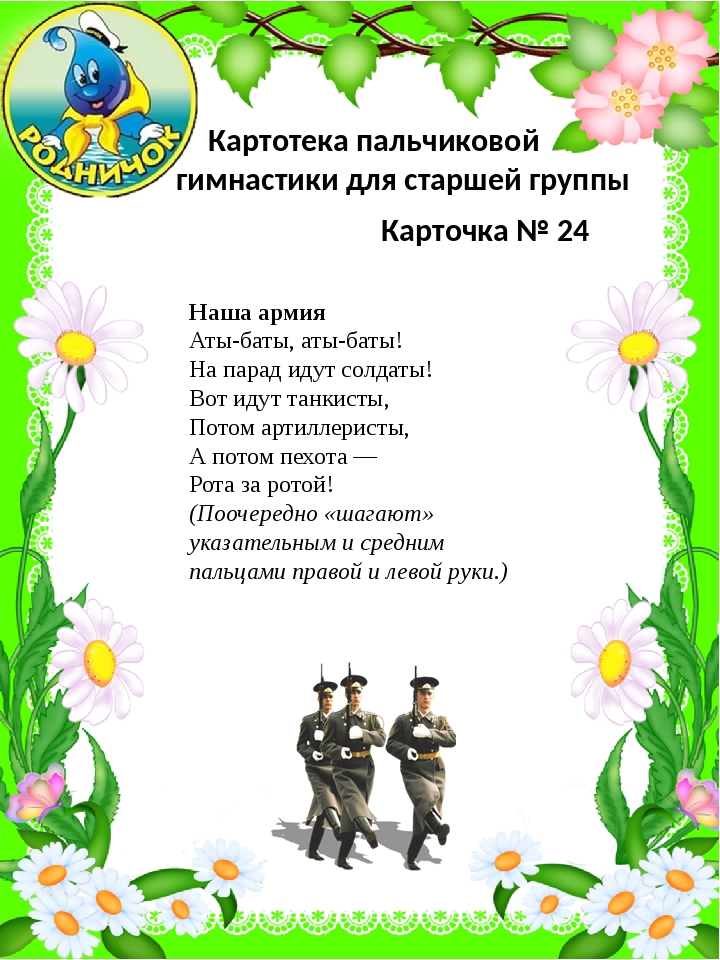 РОДНИЧОК
Картотека пальчиковой
гимнастики для старшей группы
Карточка № 24
Наша армия
Аты-баты, аты-баты!
На парад идут солдаты!
Вот идут танкисты,
Потом артиллеристы,
А потом пехота —
Рота за ротой!
(Поочередно «шагают»
указательным и средним
пальцами правой и левой руки.)